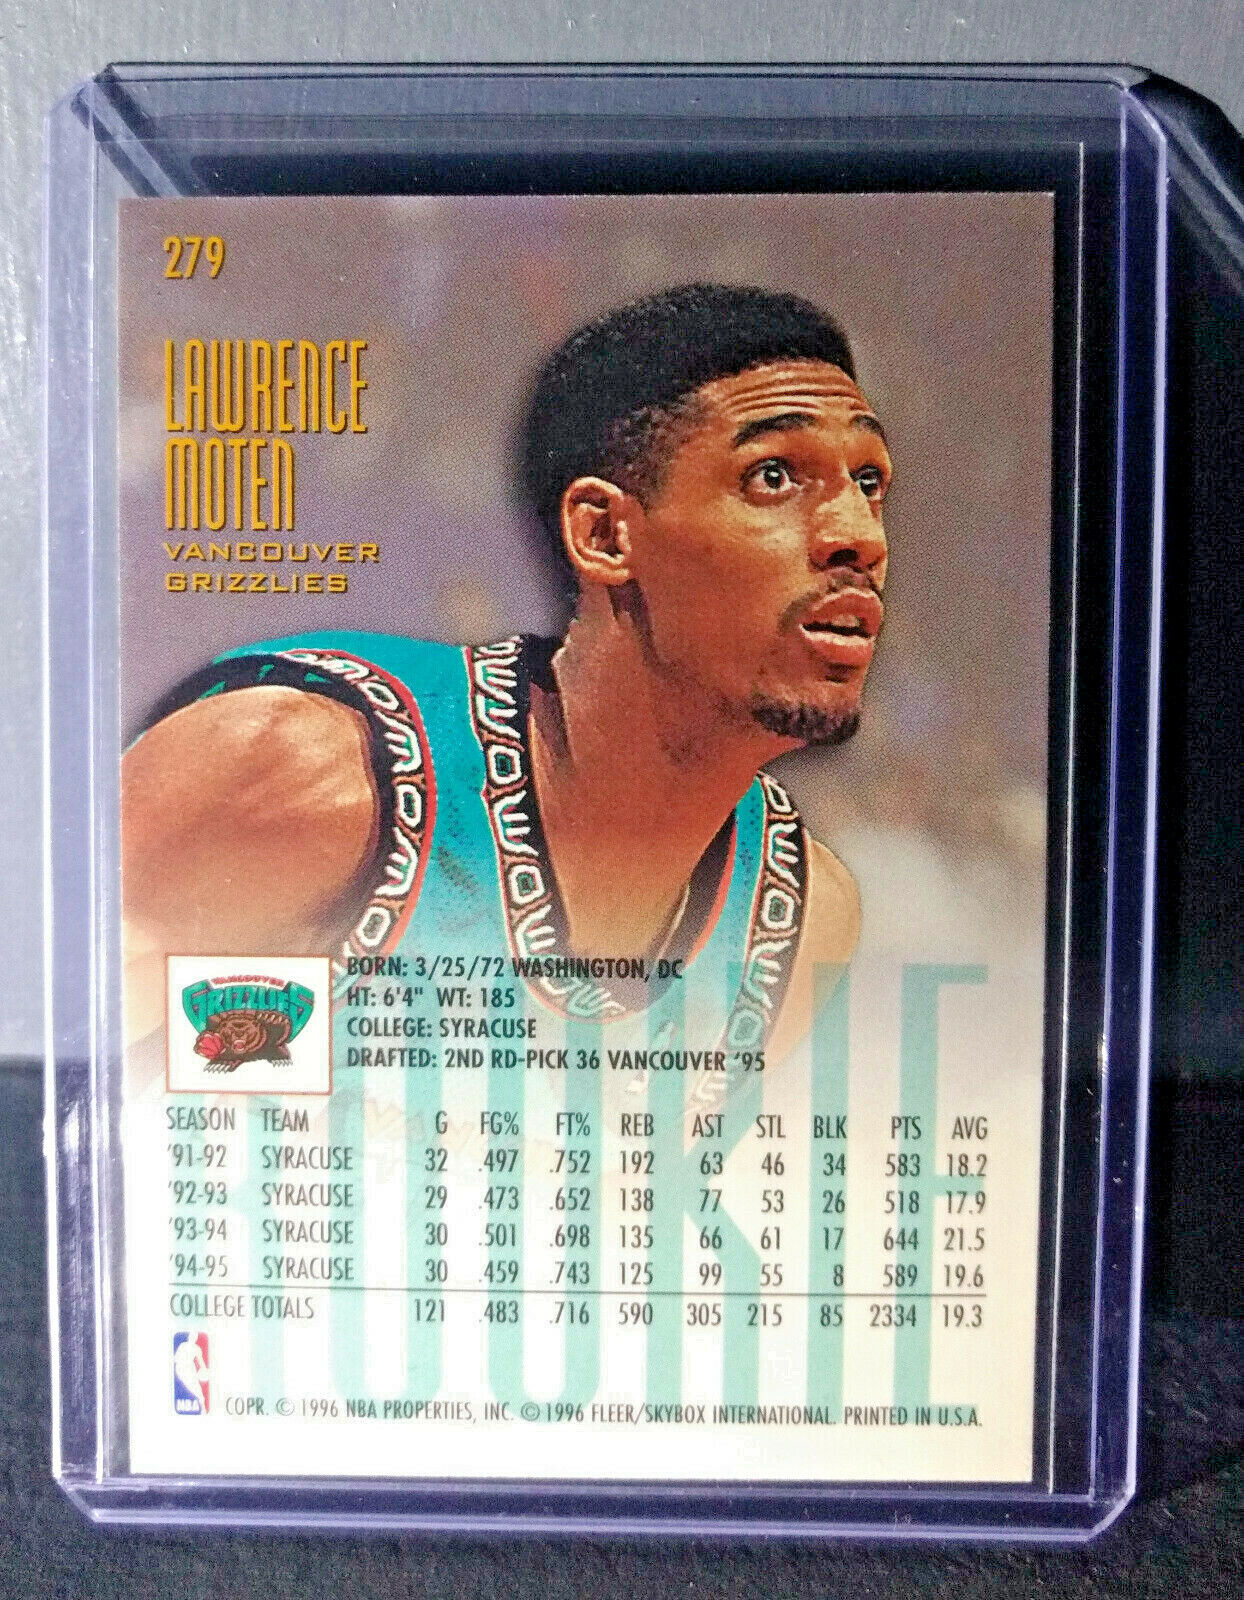 279
LAWRENCE
MOTEN
VANCOUVER
GRIZZLIES
VANCOUVER
GRIZZLIES
BORN: 3/25/72 WASHINGTON, DC
HT: 6'4" WT: 185
COLLEGE: SYRACUSE
DRAFTED: 2ND RD-PICK 36 VANCOUVER '95
ROOKIE
SEASON TEAM G FG% FT% REB AST STL BLK PTS AVG
'91-92 SYRACUSE 32 .497 .752 192 63 46 34 583 18.2
'92-93 SYRACUSE 29 .473 .652 138 77 53 26 518 17.9
'93-94 SYRACUSE 30 .501 .698 135 66 61 17 644 21.5
'94-95 SYRACUSE 30 .459 .743 125 99 55 8 589 19.6
COLLEGE TOTALS 121 .483 .716 590 305 215 85 2334 19.3
NBA
COPR. © 1996 NBA PROPERTIES, INC. © 1996 FLEER/SKYBOX INTERNATIONAL. PRINTED IN U.S.A.